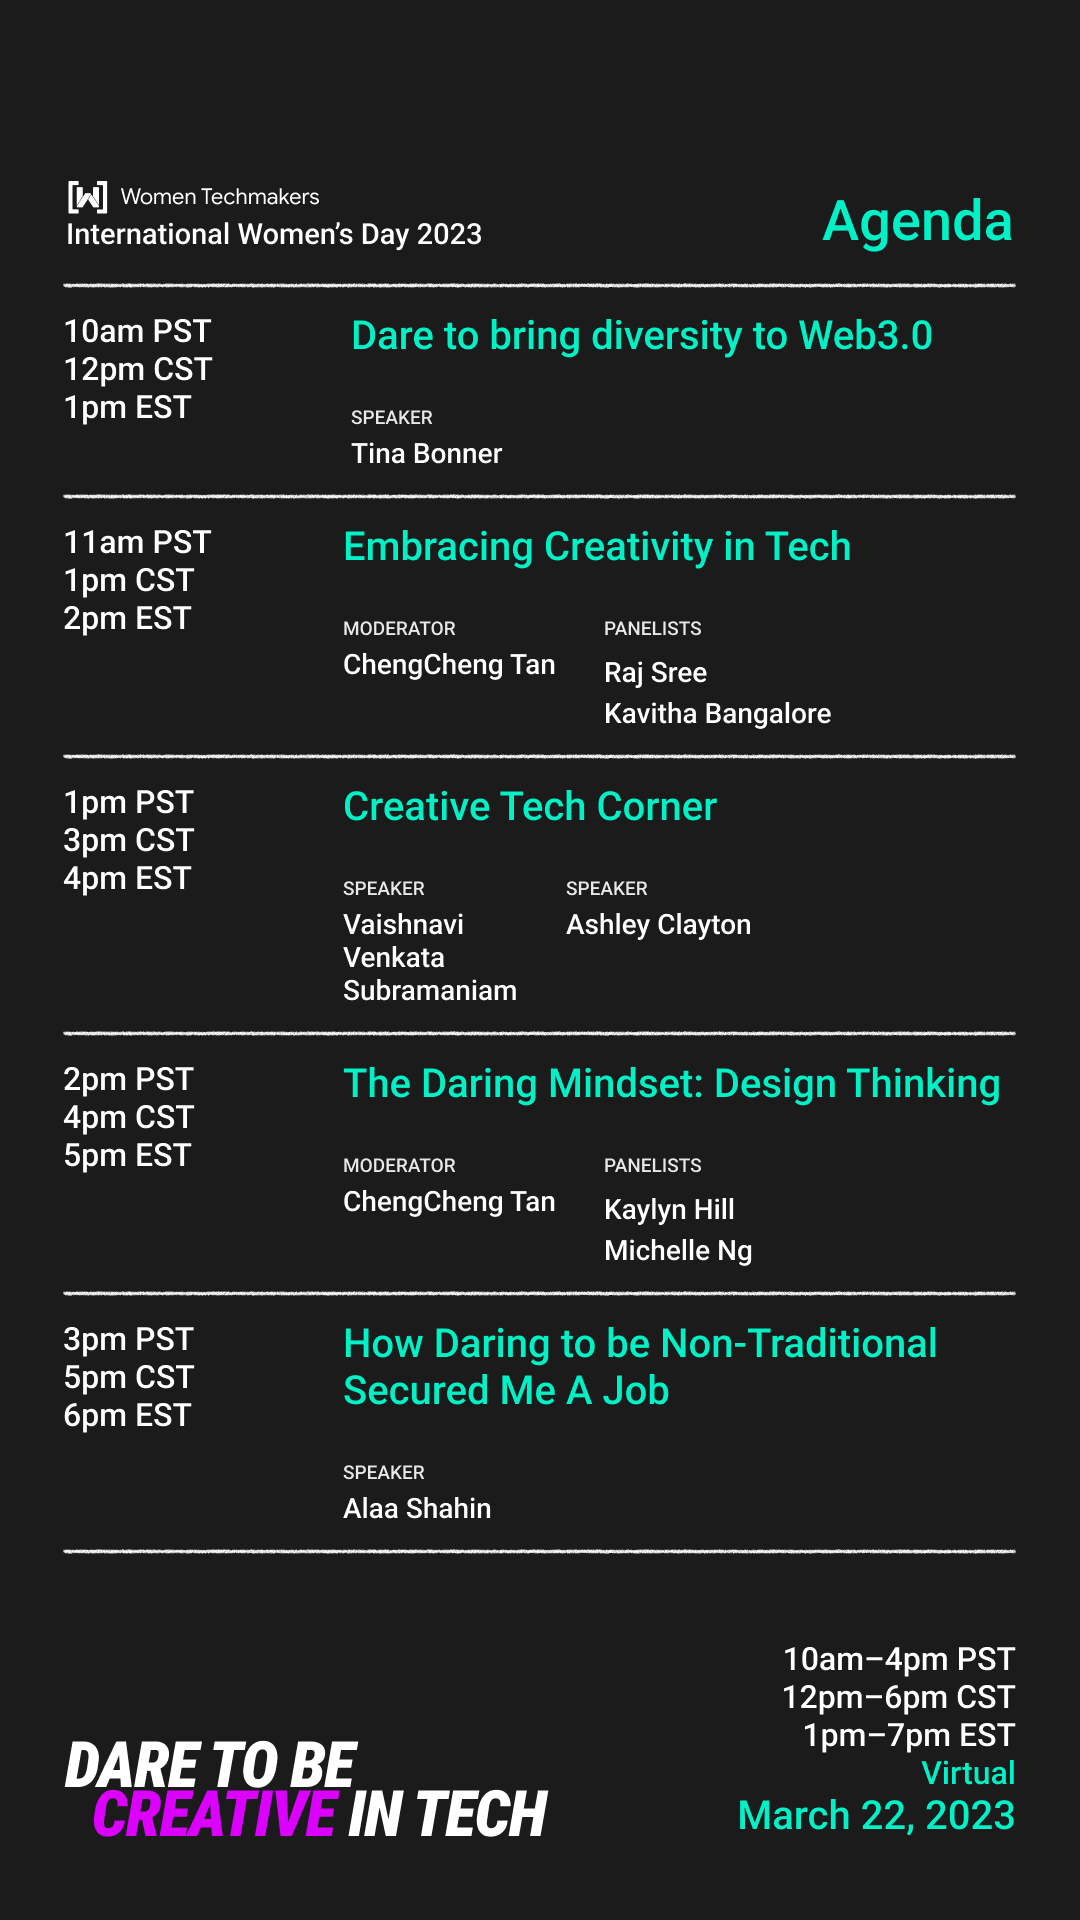 Women Techmakers
International Women's Day 2023
Agenda
10am PST
12pm CST
1pm EST
Dare to bring diversity to Web3.0
SPEAKER
Tina Bonner
11am PST
1pm CST
2pm EST
Embracing Creativity in Tech
MODERATOR
ChengCheng Tan
PANELISTS
Raj Sree
Kavitha Bangalore
1pm PST
3pm CST
4pm EST
Creative Tech Corner
SPEAKER
Vaishnavi
Venkata
Subramaniam
SPEAKER
Ashley Clayton
2pm PST
4pm CST
5pm EST
The Daring Mindset: Design Thinking
MODERATOR
ChengCheng Tan
PANELISTS
Kaylyn Hill
Michelle Ng
3pm PST
5pm CST
6pm EST
How Daring to be Non-Traditional
Secured Me A Job
SPEAKER
Alaa Shahin
DARE TO BE
CREATIVE IN TECH
10am–4pm PST
12pm–6pm CST
1pm–7pm EST
Virtual
March 22, 2023